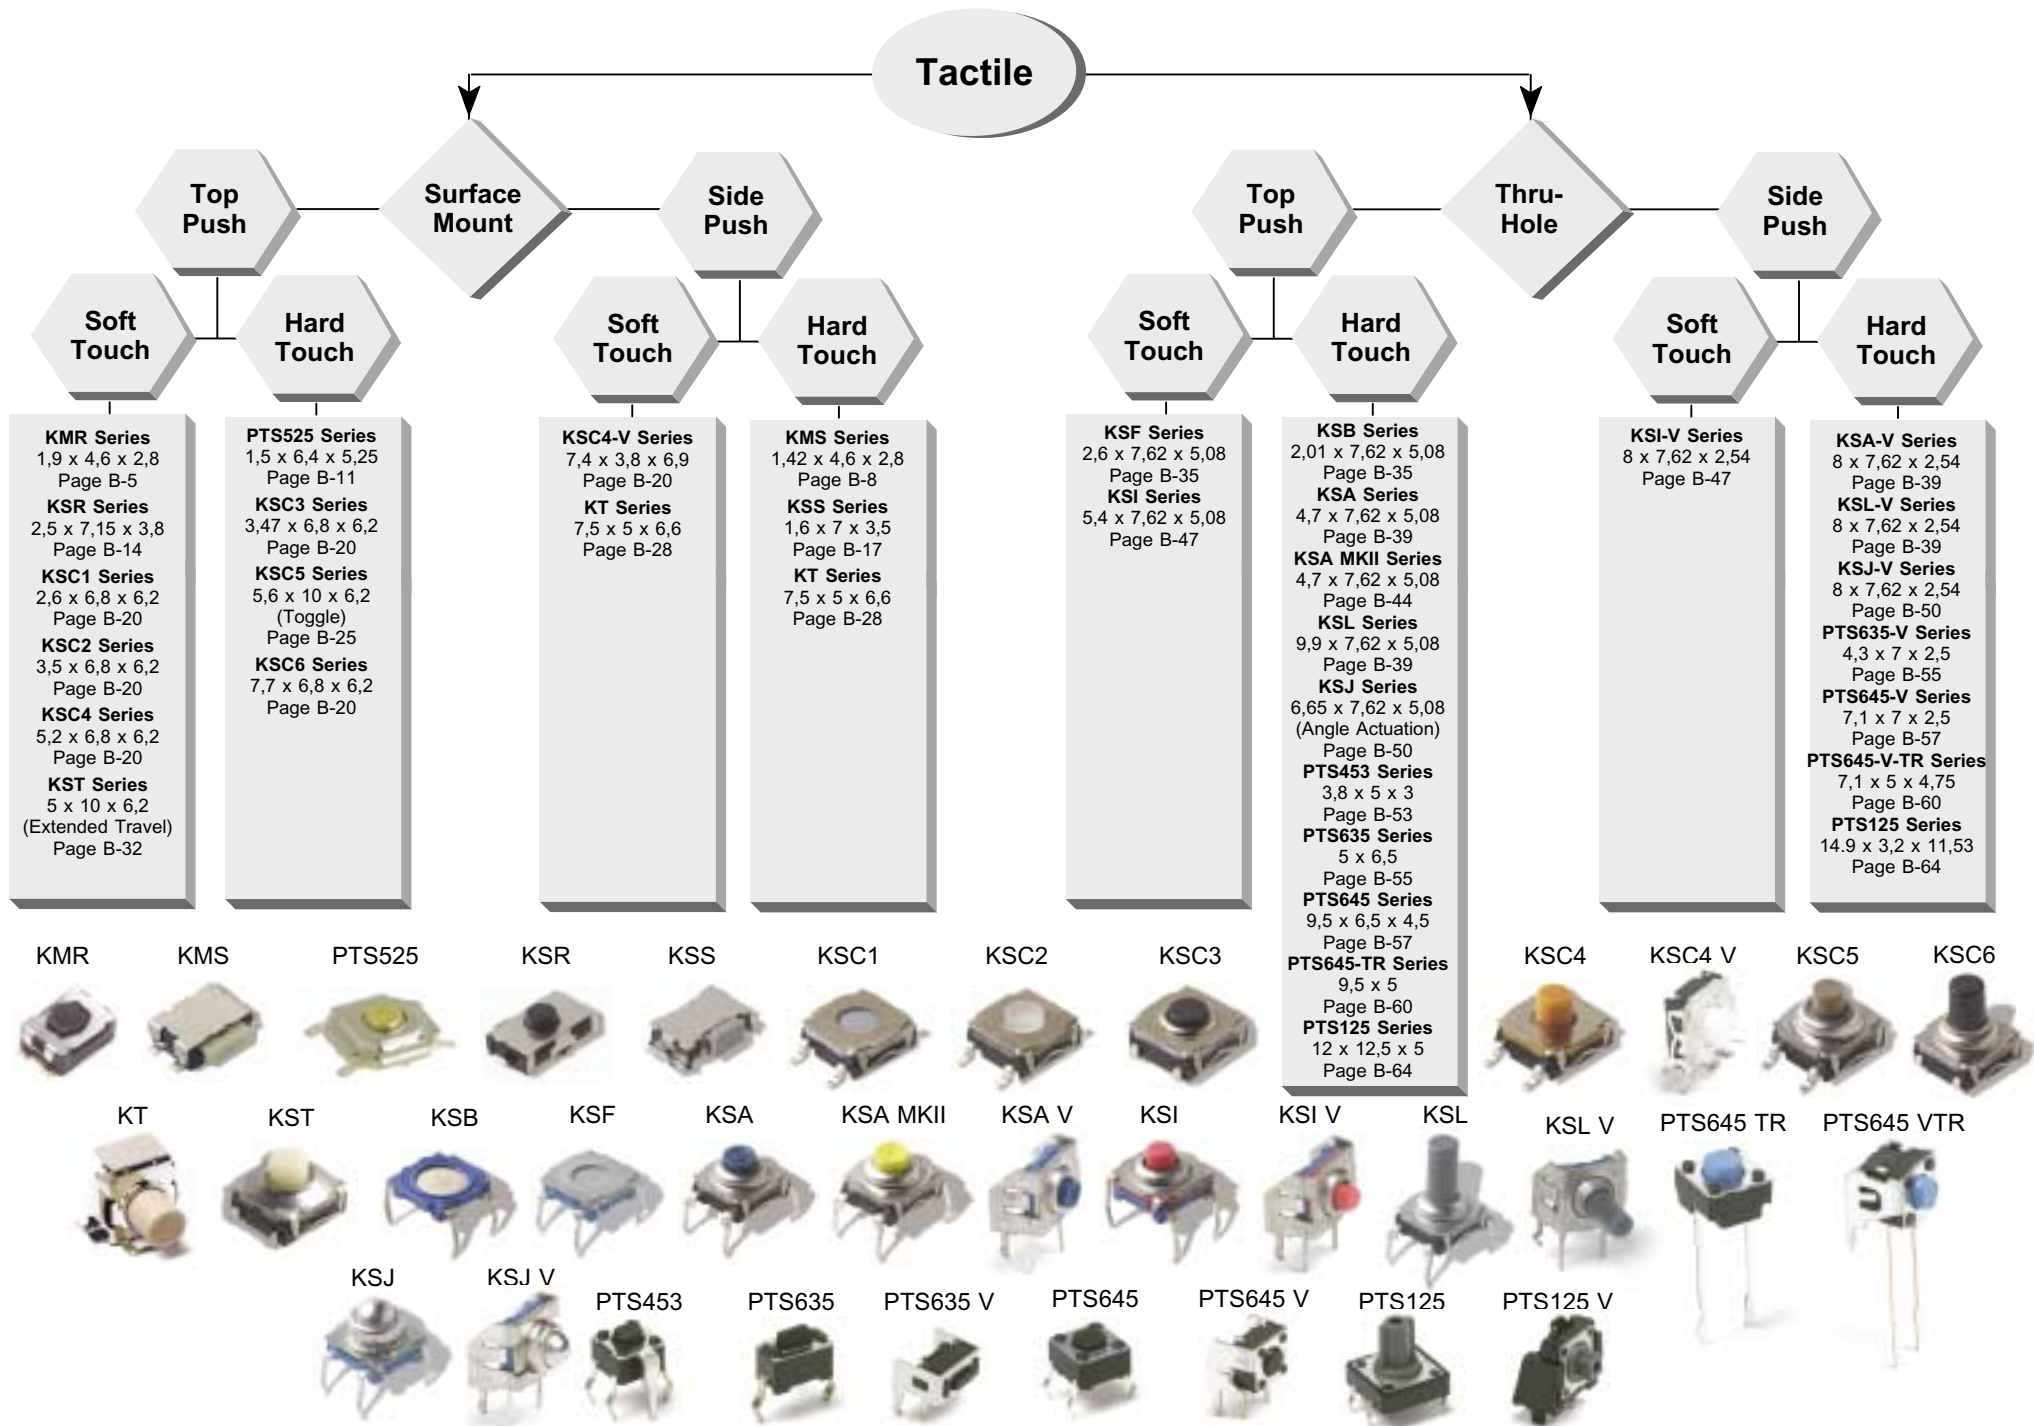 Tactile
Surface
Mount
Thru-
Hole
Top
Push
Side
Push
Top
Push
Side
Push
Soft
Touch
Hard
Touch
Soft
Touch
Hard
Touch
Soft
Touch
Hard
Touch
Soft
Touch
Hard
Touch
KMR Series
1,9 x 4,6 x 2,8
Page B-5
KSR Series
2,5 x 7,15 x 3,8
Page B-14
KSC1 Series
2,6 x 6,8 x 6,2
Page B-20
KSC2 Series
3,5 x 6,8 x 6,2
Page B-20
KSC4 Series
5,2 x 6,8 x 6,2
Page B-20
KST Series
5 x 10 x 6,2
(Extended Travel)
Page B-32
PTS525 Series
1,5 x 6,4 x 5,25
Page B-11
KSC3 Series
3,47 x 6,8 x 6,2
Page B-20
KSC5 Series
5,6 x 10 x 6,2
(Toggle)
Page B-25
KSC6 Series
7,7 x 6,8 x 6,2
Page B-20
KSC4-V Series
7,4 x 3,8 x 6,9
Page B-20
KT Series
7,5 x 5 x 6,6
Page B-28
KMS Series
1,42 x 4,6 x 2,8
Page B-8
KSS Series
1,6 x 7 x 3,5
Page B-17
KT Series
7,5 x 5 x 6,6
Page B-28
KSF Series
2,6 x 7,62 x 5,08
Page B-35
KSI Series
5,4 x 7,62 x 5,08
Page B-47
KSB Series
2,01 x 7,62 x 5,08
Page B-35
KSA Series
4,7 x 7,62 x 5,08
Page B-39
KSA MKII Series
4,7 x 7,62 x 5,08
Page B-44
KSL Series
9,9 x 7,62 x 5,08
Page B-39
KSJ Series
6,65 x 7,62 x 5,08
(Angle Actuation)
Page B-50
PTS453 Series
3,8 x 5 x 3
Page B-53
PTS635 Series
5 x 6,5
Page B-55
PTS645 Series
9,5 x 6,5 x 4,5
Page B-57
PTS645-TR Series
9,5 x 5
Page B-60
PTS125 Series
12 x 12,5 x 5
Page B-64
KSI-V Series
8 x 7,62 x 2,54
Page B-47
KSA-V Series
8 x 7,62 x 2,54
Page B-39
KSL-V Series
8 x 7,62 x 2,54
Page B-39
KSJ-V Series
8 x 7,62 x 2,54
Page B-50
PTS635-V Series
4,3 x 7 x 2,5
Page B-55
PTS645-V Series
7,1 x 7 x 2,5
Page B-57
PTS645-V-TR Series
7,1 x 5 x 4,75
Page B-60
PTS125 Series
14.9 x 3,2 x 11,53
Page B-64
KMR
KMS
PTS525
KSR
KSS
KSC1
KSC2
KSC3
KSC4
KSC4 V
KSC5
KSC6
KT
KST
KSB
KSF
KSA
KSA MKII
KSA V
KSI
KSI V
KSL
KSL V
PTS645 TR
PTS645 VTR
KSJ
KSJ V
PTS453
PTS635
PTS635 V
PTS645
PTS645 V
PTS125
PTS125 V